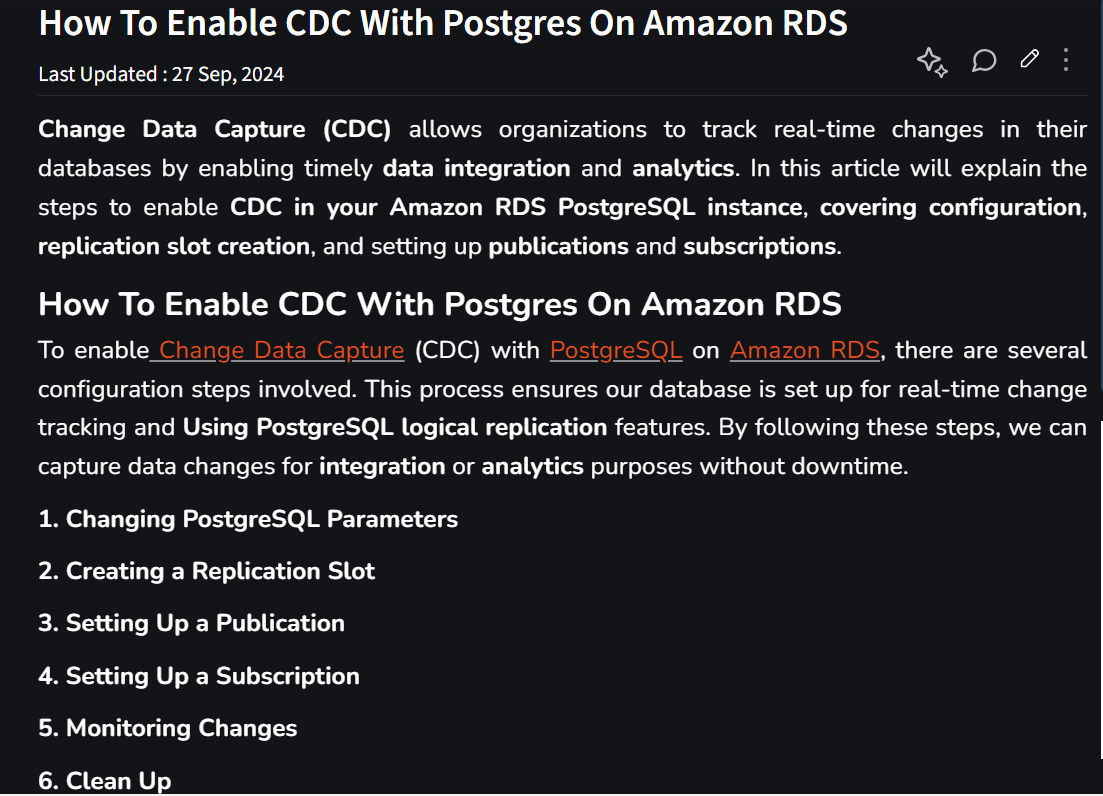 How To Enable CDC With Postgres On Amazon RDS
Last Updated : 27 Sep, 2024
Change Data Capture (CDC) allows organizations to track real-time changes in their
databases by enabling timely data integration and analytics. In this article will explain the
steps to enable CDC in your Amazon RDS PostgreSQL instance, covering configuration,
replication slot creation, and setting up publications and subscriptions.
How To Enable CDC With Postgres On Amazon RDS
To enable Change Data Capture (CDC) with PostgreSQL on Amazon RDS, there are several
configuration steps involved. This process ensures our database is set up for real-time change
tracking and Using PostgreSQL logical replication features. By following these steps, we can
capture data changes for integration or analytics purposes without downtime.
1. Changing PostgreSQL Parameters
2. Creating a Replication Slot
3. Setting Up a Publication
4. Setting Up a Subscription
5. Monitoring Changes
6. Clean Up